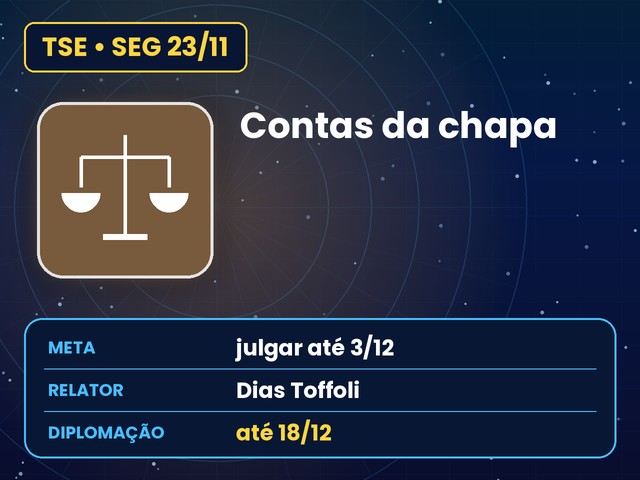 TSE • SEG 23/11
Contas da chapa
META julgar até 3/12
RELATOR Dias Toffoli
DIPLOMAÇÃO até 18/12